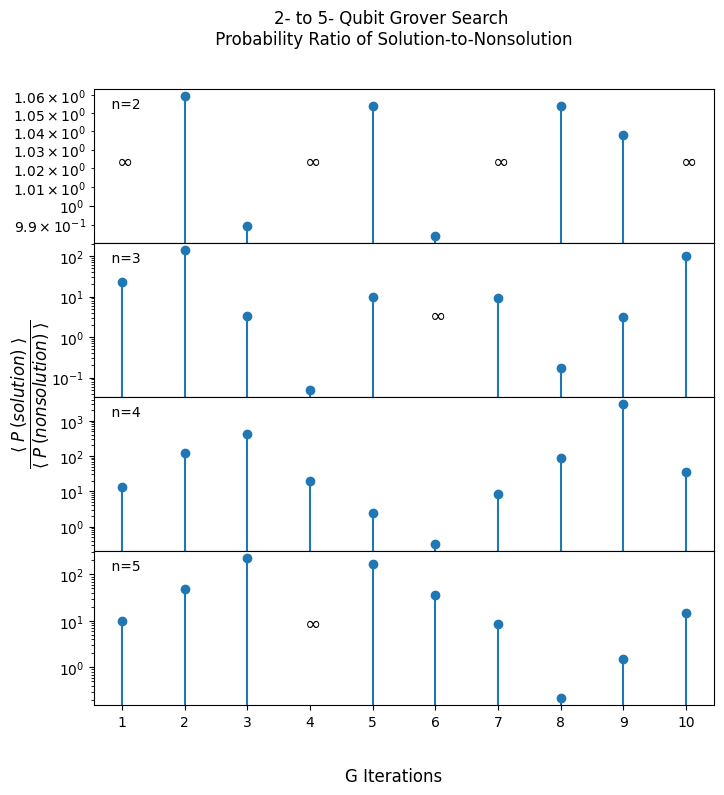 2- to 5- Qubit Grover Search
Probability Ratio of Solution-to-Nonsolution
n=2
1.06 × 10⁰
1.05 × 10⁰
1.04 × 10⁰
1.03 × 10⁰
1.02 × 10⁰
1.01 × 10⁰
10⁰
9.9 × 10⁻¹
∞ ∞ ∞ ∞
n=3
10²
10¹
10⁰
10⁻¹
∞
n=4
10³
10²
10¹
10⁰
n=5
10²
10¹
10⁰
∞
⟨ P (solution) ⟩
⟨ P (nonsolution) ⟩
1 2 3 4 5 6 7 8 9 10
G Iterations